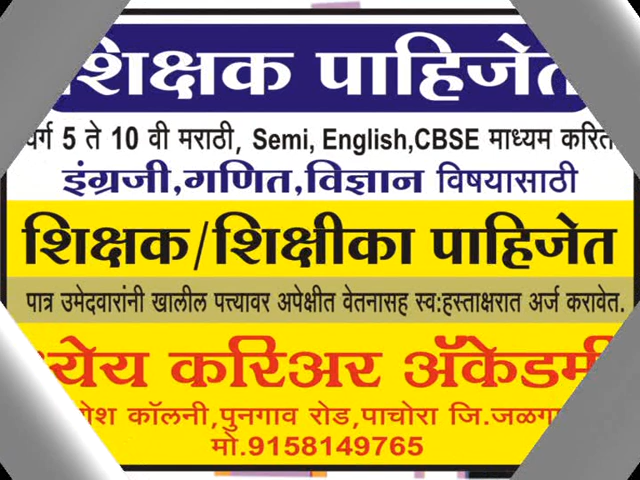 शिक्षक पाहिजेत
वर्ग 5 ते 10 वी मराठी, Semi, English,CBSE माध्यम करित
इंग्रजी,गणित,विज्ञान विषयासाठी
शिक्षक/शिक्षीका पाहिजेत
पात्र उमेदवारांनी खालील पत्त्यावर अपेक्षीत वेतनासह स्व:हस्ताक्षरात अर्ज करावेत.
ध्येय करिअर अ‍ॅकेडमी
कॉलनी,पुनगाव रोड,पाचोरा जि.जळगा
मो.9158149765